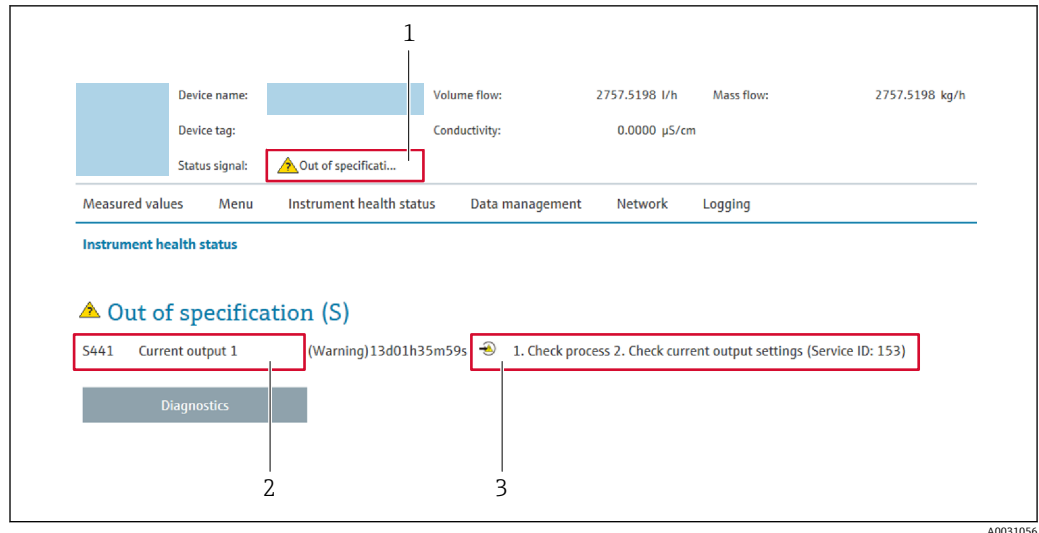 1
Device name: Volume flow: 2757.5198 l/h Mass flow: 2757.5198 kg/h
Device tag: Conductivity: 0.0000 µS/cm
Status signal: Out of specificati...
Measured values Menu Instrument health status Data management Network Logging
Instrument health status
Out of specification (S)
S441 Current output 1 (Warning)13d01h35m59s 1. Check process 2. Check current output settings (Service ID: 153)
Diagnostics
2 3
A0031056